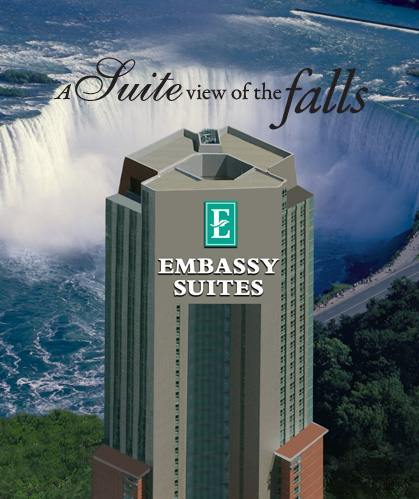 A Suite view of the falls
E
EMBASSY
SUITES